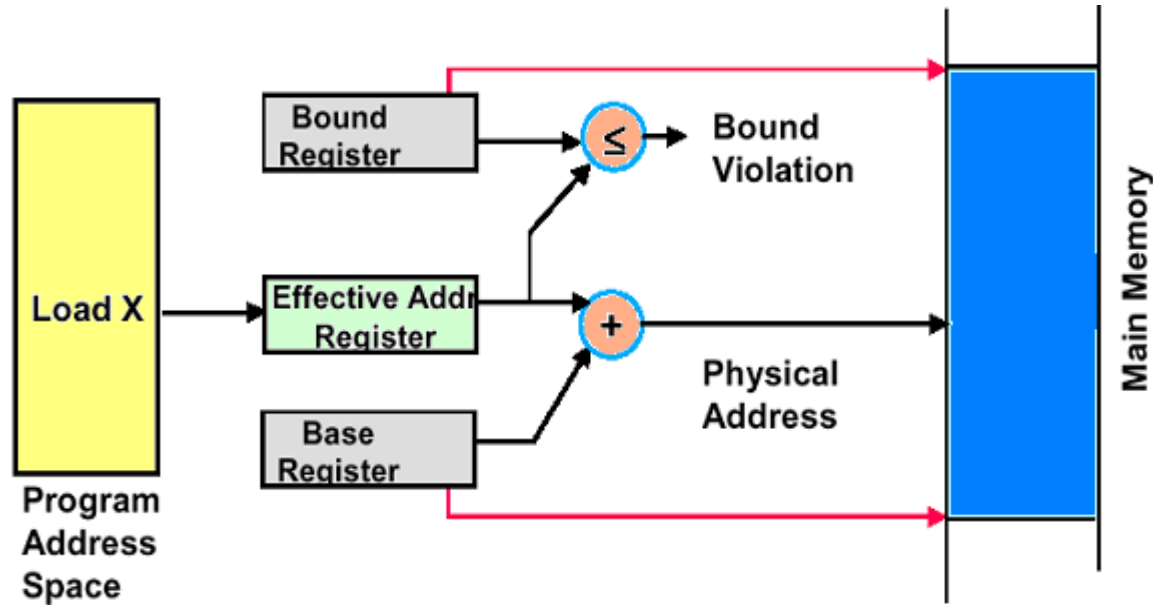 Bound
Register
≤
Bound
Violation
Load X
Effective Addr
Register
+
Physical
Address
Base
Register
Program
Address
Space
Main Memory